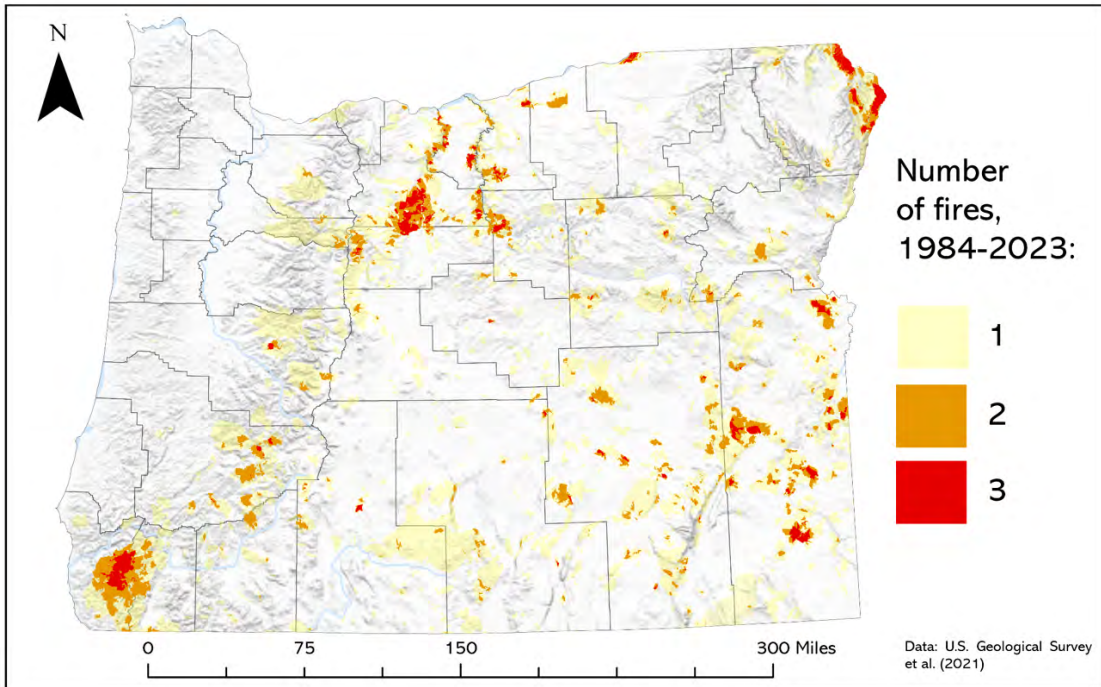 N
Number
of fires,
1984-2023:
1
2
3
0 75 150 300 Miles
Data: U.S. Geological Survey
et al. (2021)